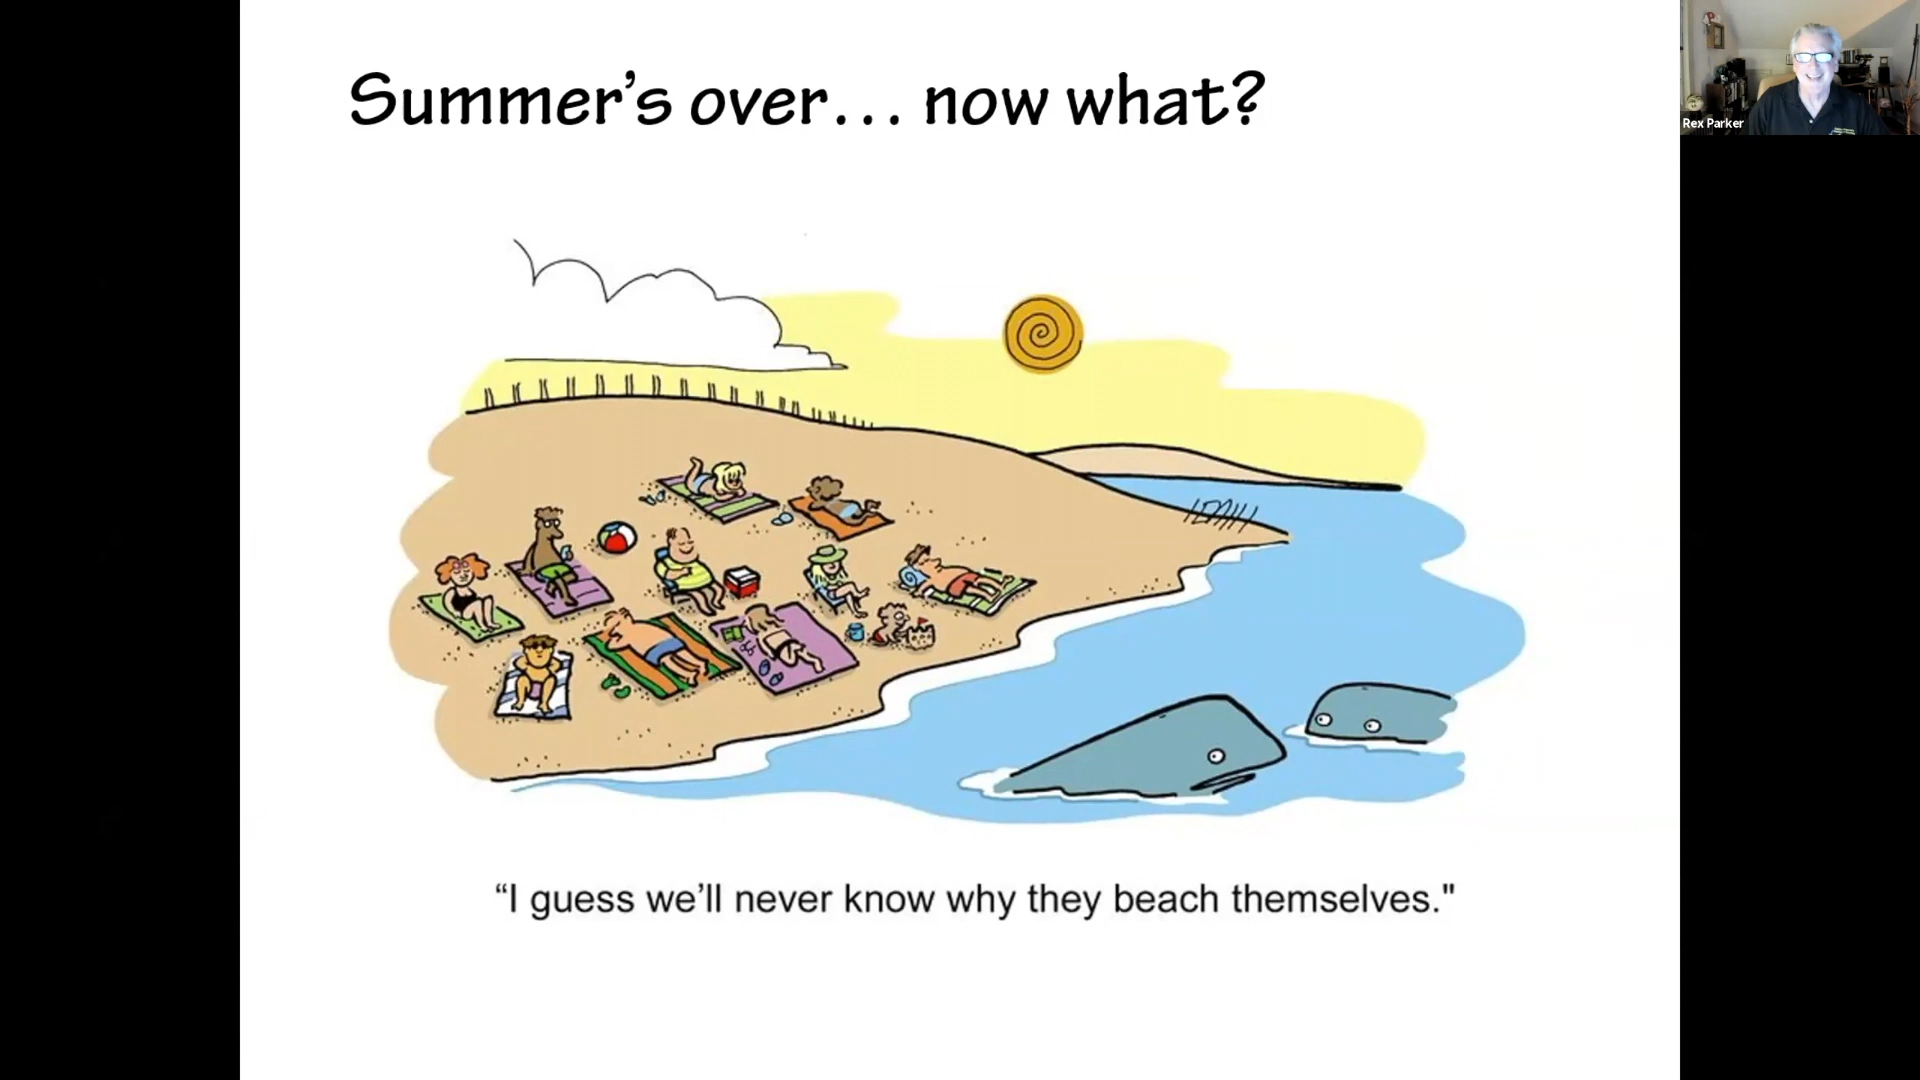 Summer’s over... now what?
Rex Parker
“I guess we’ll never know why they beach themselves."